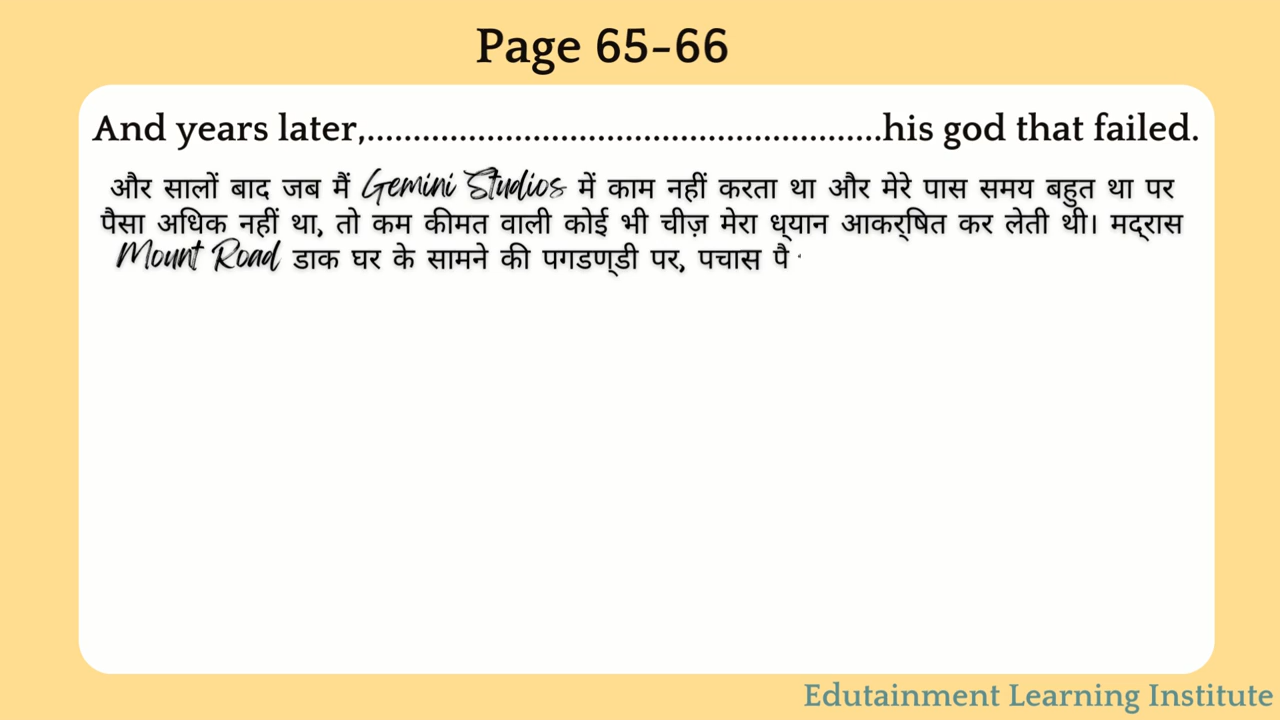 Page 65-66
And years later,.........................................................his god that failed.
और सालों बाद जब मैं Gemini Studios में काम नहीं करता था और मेरे पास समय बहुत था पर
पैसा अधिक नहीं था, तो कम कीमत वाली कोई भी चीज़ मेरा ध्यान आकर्षित कर लेती थी। मद्रास
Mount Road डाक घर के सामने की पगडण्डी पर, पचास पै
Edutainment Learning Institute